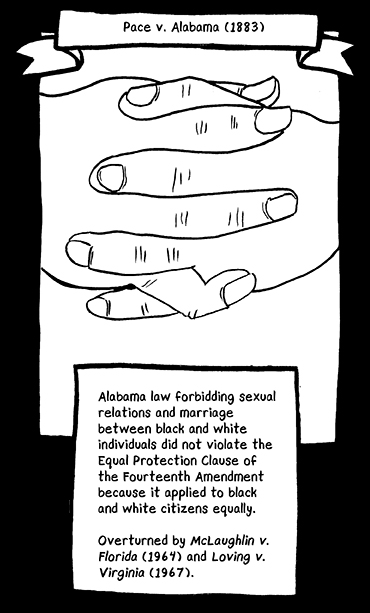 Pace v. Alabama (1883)
Alabama law forbidding sexual
relations and marriage
between black and white
individuals did not violate the
Equal Protection Clause of
the Fourteenth Amendment
because it applied to black
and white citizens equally.
Overturned by McLaughlin v.
Florida (1964) and Loving v.
Virginia (1967).